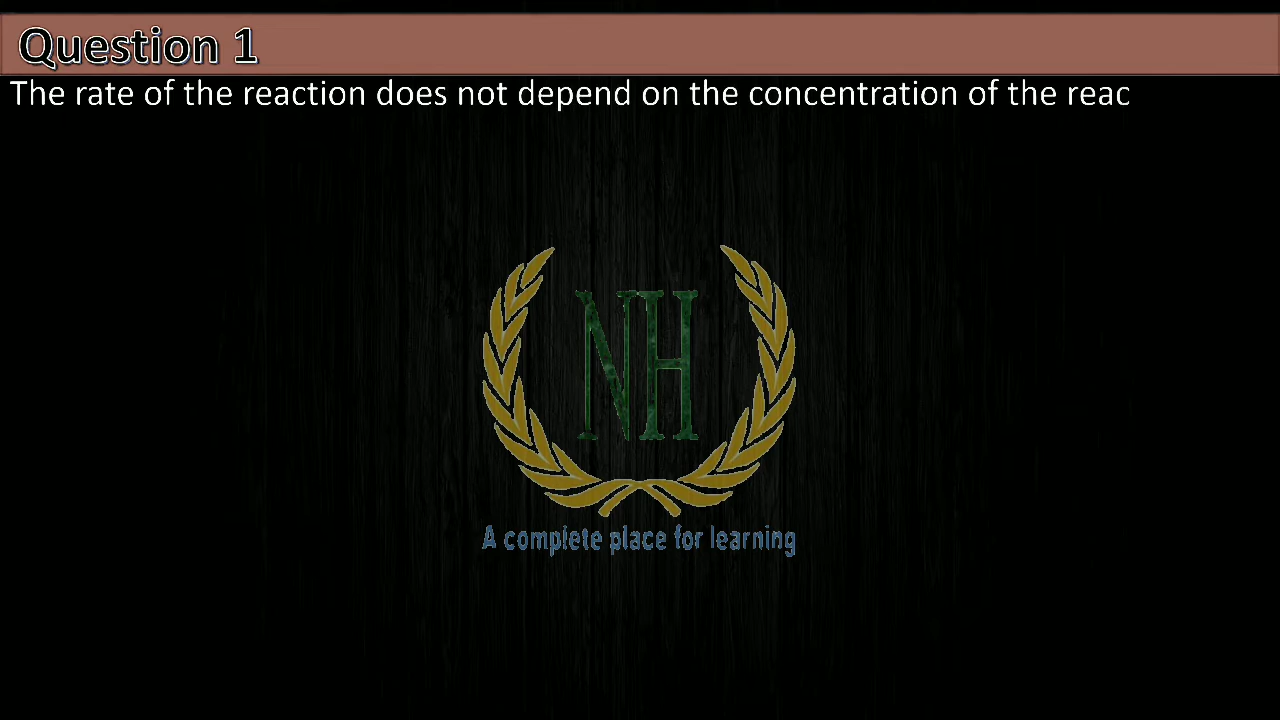 Question 1
The rate of the reaction does not depend on the concentration of the reac
NH
A complete place for learning